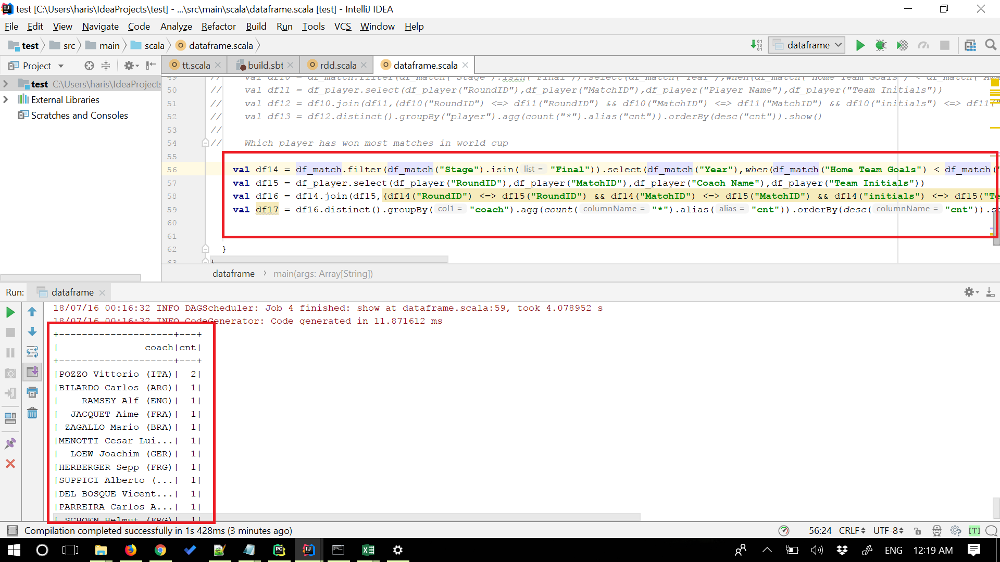 test [C:\Users\haris\IdeaProjects\test] - ...\src\main\scala\dataframe.scala [test] - IntelliJ IDEA
File Edit View Navigate Code Analyze Refactor Build Run Tools VCS Window Help
test src main scala dataframe.scala
dataframe
Project
tt.scala build.sbt rdd.scala dataframe.scala
test C:\Users\haris\IdeaProjects
External Libraries
Scratches and Consoles
49 // val df10 = df_match.filter(df_match("Stage").isin("Final")).select(df_match("Year"),when(df_match("Home Team Goals") < df_match("Awa
50 // val df11 = df_player.select(df_player("RoundID"),df_player("MatchID"),df_player("Player Name"),df_player("Team Initials"))
51 // val df12 = df10.join(df11,(df10("RoundID") <=> df11("RoundID") && df10("MatchID") <=> df11("MatchID") && df10("initials") <=> df11("
52 // val df13 = df12.distinct().groupBy("player").agg(count("*").alias("cnt")).orderBy(desc("cnt")).show()
53 //
54 // Which player has won most matches in world cup
55
56 val df14 = df_match.filter(df_match("Stage").isin( list = "Final")).select(df_match("Year"),when(df_match("Home Team Goals") < df_match("
57 val df15 = df_player.select(df_player("RoundID"),df_player("MatchID"),df_player("Coach Name"),df_player("Team Initials"))
58 val df16 = df14.join(df15,(df14("RoundID") <=> df15("RoundID") && df14("MatchID") <=> df15("MatchID") && df14("initials") <=> df15("Te
59 val df17 = df16.distinct().groupBy( col1 = "coach").agg(count( columnName = "*").alias( alias = "cnt")).orderBy(desc( columnName = "cnt")).s
60
61
62 }
63 }
dataframe › main(args: Array[String])
Run: dataframe
18/07/16 00:16:32 INFO DAGScheduler: Job 4 finished: show at dataframe.scala:59, took 4.078952 s
18/07/16 00:16:32 INFO CodeGenerator: Code generated in 11.871612 ms
+--------------------+---+
|               coach|cnt|
+--------------------+---+
|POZZO Vittorio (ITA)|  2|
|BILARDO Carlos (ARG)|  1|
|    RAMSEY Alf (ENG)|  1|
|  JACQUET Aime (FRA)|  1|
| ZAGALLO Mario (BRA)|  1|
|MENOTTI Cesar Lui...|  1|
|  LOEW Joachim (GER)|  1|
|HERBERGER Sepp (FRG)|  1|
|SUPPICI Alberto (...|  1|
|DEL BOSQUE Vicent...|  1|
|PARREIRA Carlos A...|  1|
| SCHOEN Helmut (FRG)|  1|
Compilation completed successfully in 1s 428ms (3 minutes ago)
56:24 CRLF UTF-8 [T]
ENG 12:19 AM